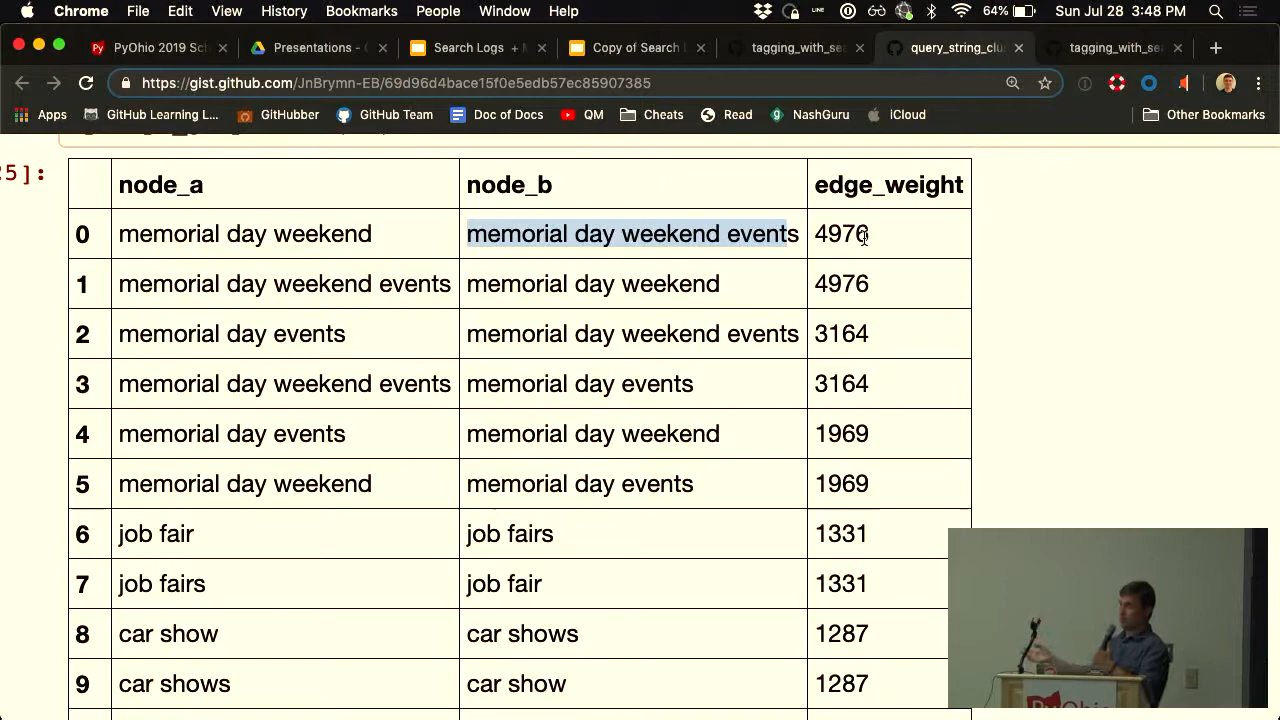 Chrome File Edit View History Bookmarks People Window Help LINE 64% Sun Jul 28 3:48 PM
PyOhio 2019 Sc Presentations - C Search Logs + M Copy of Search L tagging_with_se query_string_clu tagging_with_se
https://gist.github.com/JnBrymn-EB/69d96d4bace15f0e5edb57ec85907385
Apps GitHub Learning L... GitHubber GitHub Team Doc of Docs QM Cheats Read NashGuru iCloud Other Bookmarks
25]:
node_a node_b edge_weight
0 memorial day weekend memorial day weekend events 4976
1 memorial day weekend events memorial day weekend 4976
2 memorial day events memorial day weekend events 3164
3 memorial day weekend events memorial day events 3164
4 memorial day events memorial day weekend 1969
5 memorial day weekend memorial day events 1969
6 job fair job fairs 1331
7 job fairs job fair 1331
8 car show car shows 1287
9 car shows car show 1287
PyOhio